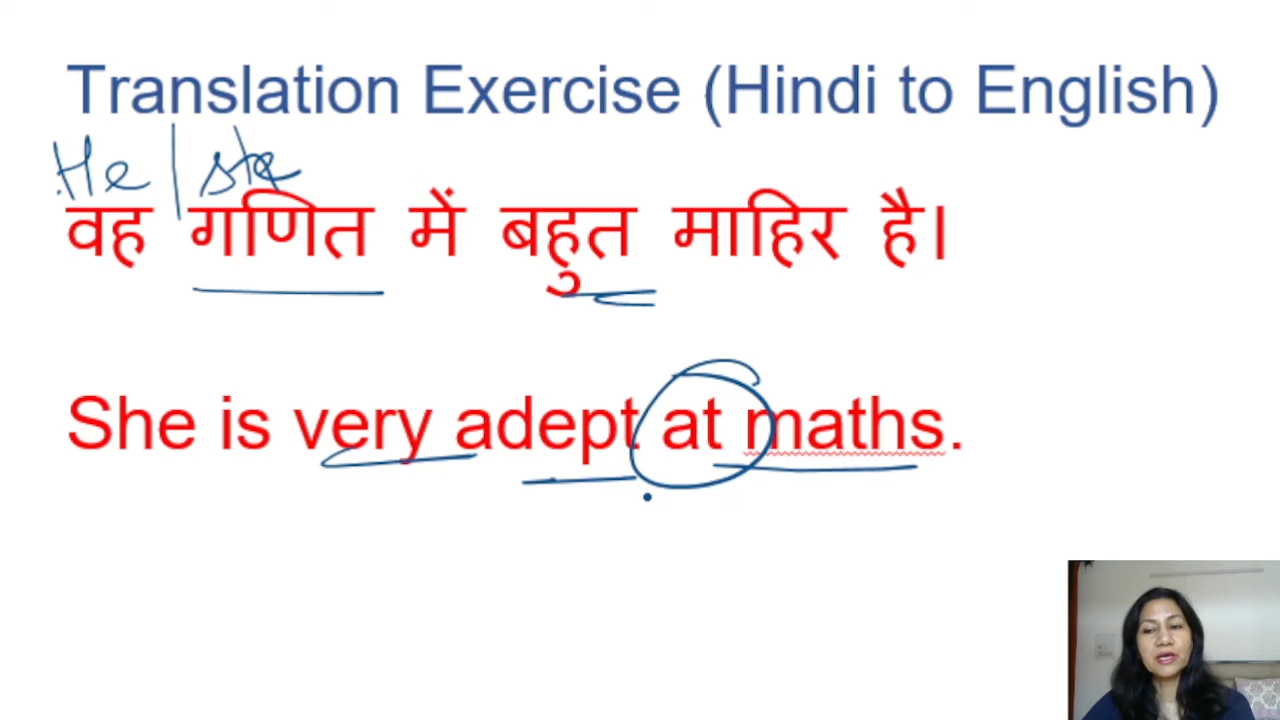 Translation Exercise (Hindi to English)
He | she
वह गणित में बहुत माहिर है।
She is very adept at maths.